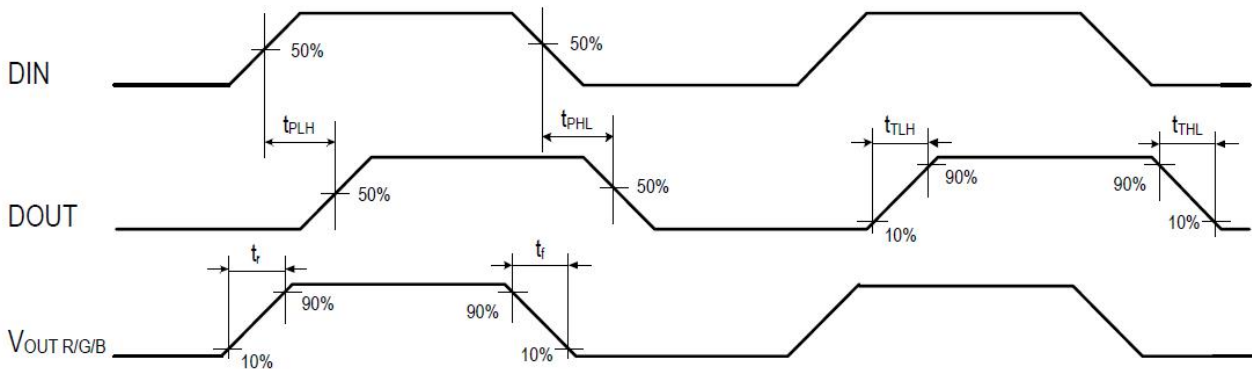 DIN
50%
50%
tPLH
tPHL
tTLH
tTHL
DOUT
50%
50%
90%
90%
10%
10%
tr
tf
VOUT R/G/B
90%
90%
10%
10%